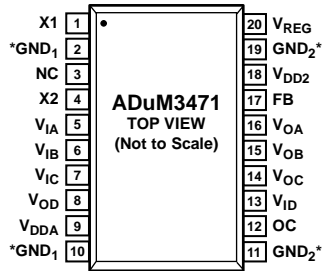 X1 1 20 VREG
*GND1 2 19 GND2*
NC 3 18 VDD2
X2 4 ADuM3471 17 FB
VIA 5 TOP VIEW 16 VOA
VIB 6 (Not to Scale) 15 VOB
VIC 7 14 VOC
VOD 8 13 VID
VDDA 9 12 OC
*GND1 10 11 GND2*